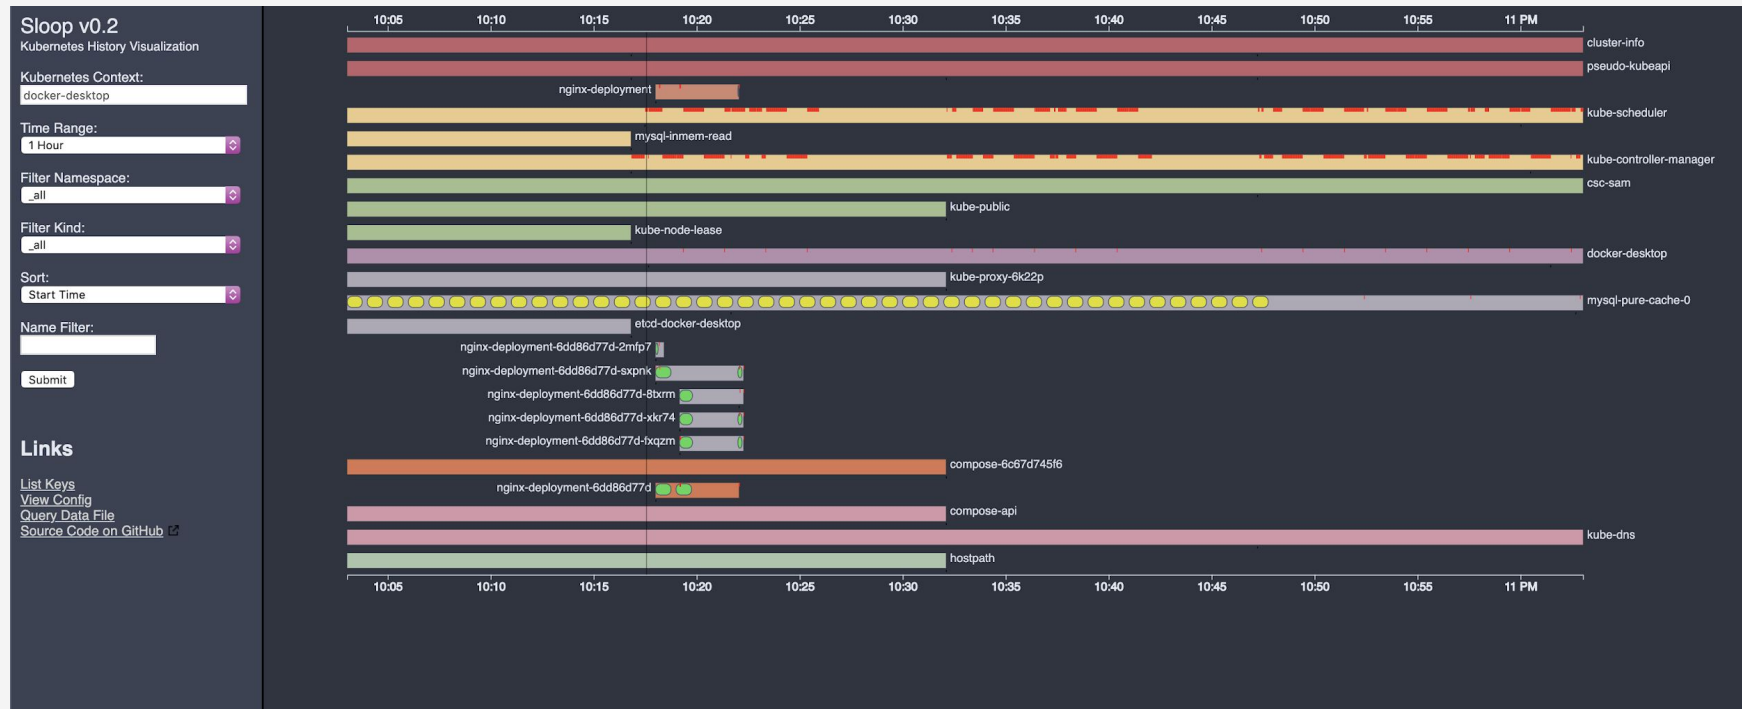 Sloop v0.2
Kubernetes History Visualization
Kubernetes Context:
docker-desktop
Time Range:
1 Hour
Filter Namespace:
_all
Filter Kind:
_all
Sort:
Start Time
Name Filter:
Submit
Links
List Keys
View Config
Query Data File
Source Code on GitHub
10:05 10:10 10:15 10:20 10:25 10:30 10:35 10:40 10:45 10:50 10:55 11 PM
cluster-info
pseudo-kubeapi
nginx-deployment
kube-scheduler
mysql-inmem-read
kube-controller-manager
csc-sam
kube-public
kube-node-lease
docker-desktop
kube-proxy-6k22p
mysql-pure-cache-0
etcd-docker-desktop
nginx-deployment-6dd86d77d-2mfp7
nginx-deployment-6dd86d77d-sxpnk
nginx-deployment-6dd86d77d-8txrm
nginx-deployment-6dd86d77d-xkr74
nginx-deployment-6dd86d77d-fxqzm
compose-6c67d745f6
nginx-deployment-6dd86d77d
compose-api
kube-dns
hostpath
10:05 10:10 10:15 10:20 10:25 10:30 10:35 10:40 10:45 10:50 10:55 11 PM